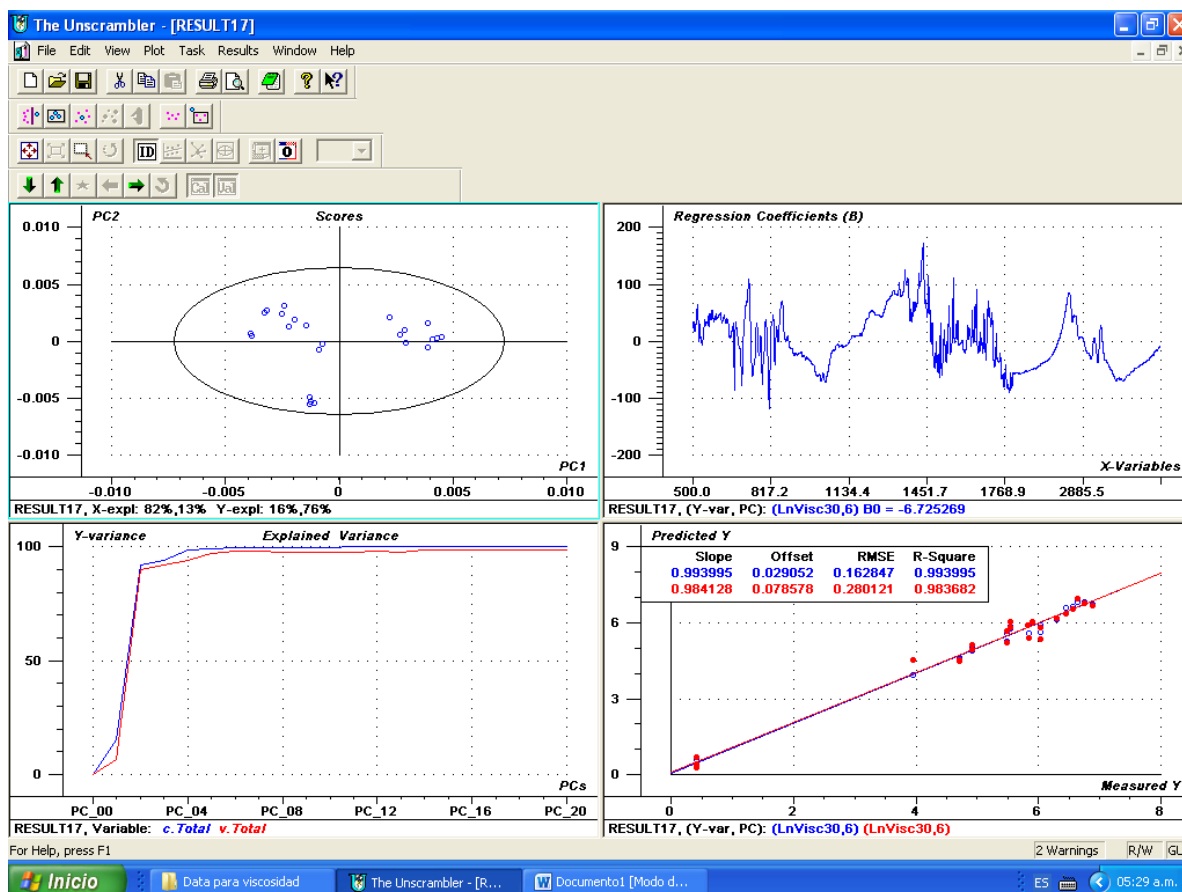 The Unscrambler - [RESULT17]
File Edit View Plot Task Results Window Help
ID
Cal Val
PC2 Scores
0.010
0.005
0
-0.005
-0.010
PC1
-0.010 -0.005 0 0.005 0.010
RESULT17, X-expl: 82%,13% Y-expl: 16%,76%
Regression Coefficients (B)
200
100
0
-100
-200
X-Variables
500.0 817.2 1134.4 1451.7 1768.9 2885.5
RESULT17, (Y-var, PC): (LnVisc30,6) B0 = -6.725269
Y-variance Explained Variance
100
50
0
PCs
PC_00 PC_04 PC_08 PC_12 PC_16 PC_20
RESULT17, Variable: c.Total v.Total
Predicted Y
9
6
3
0
Slope Offset RMSE R-Square
0.993995 0.029052 0.162847 0.993995
0.984128 0.078578 0.280121 0.983682
Measured Y
0 2 4 6 8
RESULT17, (Y-var, PC): (LnVisc30,6) (LnVisc30,6)
For Help, press F1
2 Warnings R/W GL
Inicio Data para viscosidad The Unscrambler - [R... Documento1 [Modo d... ES 05:29 a.m.